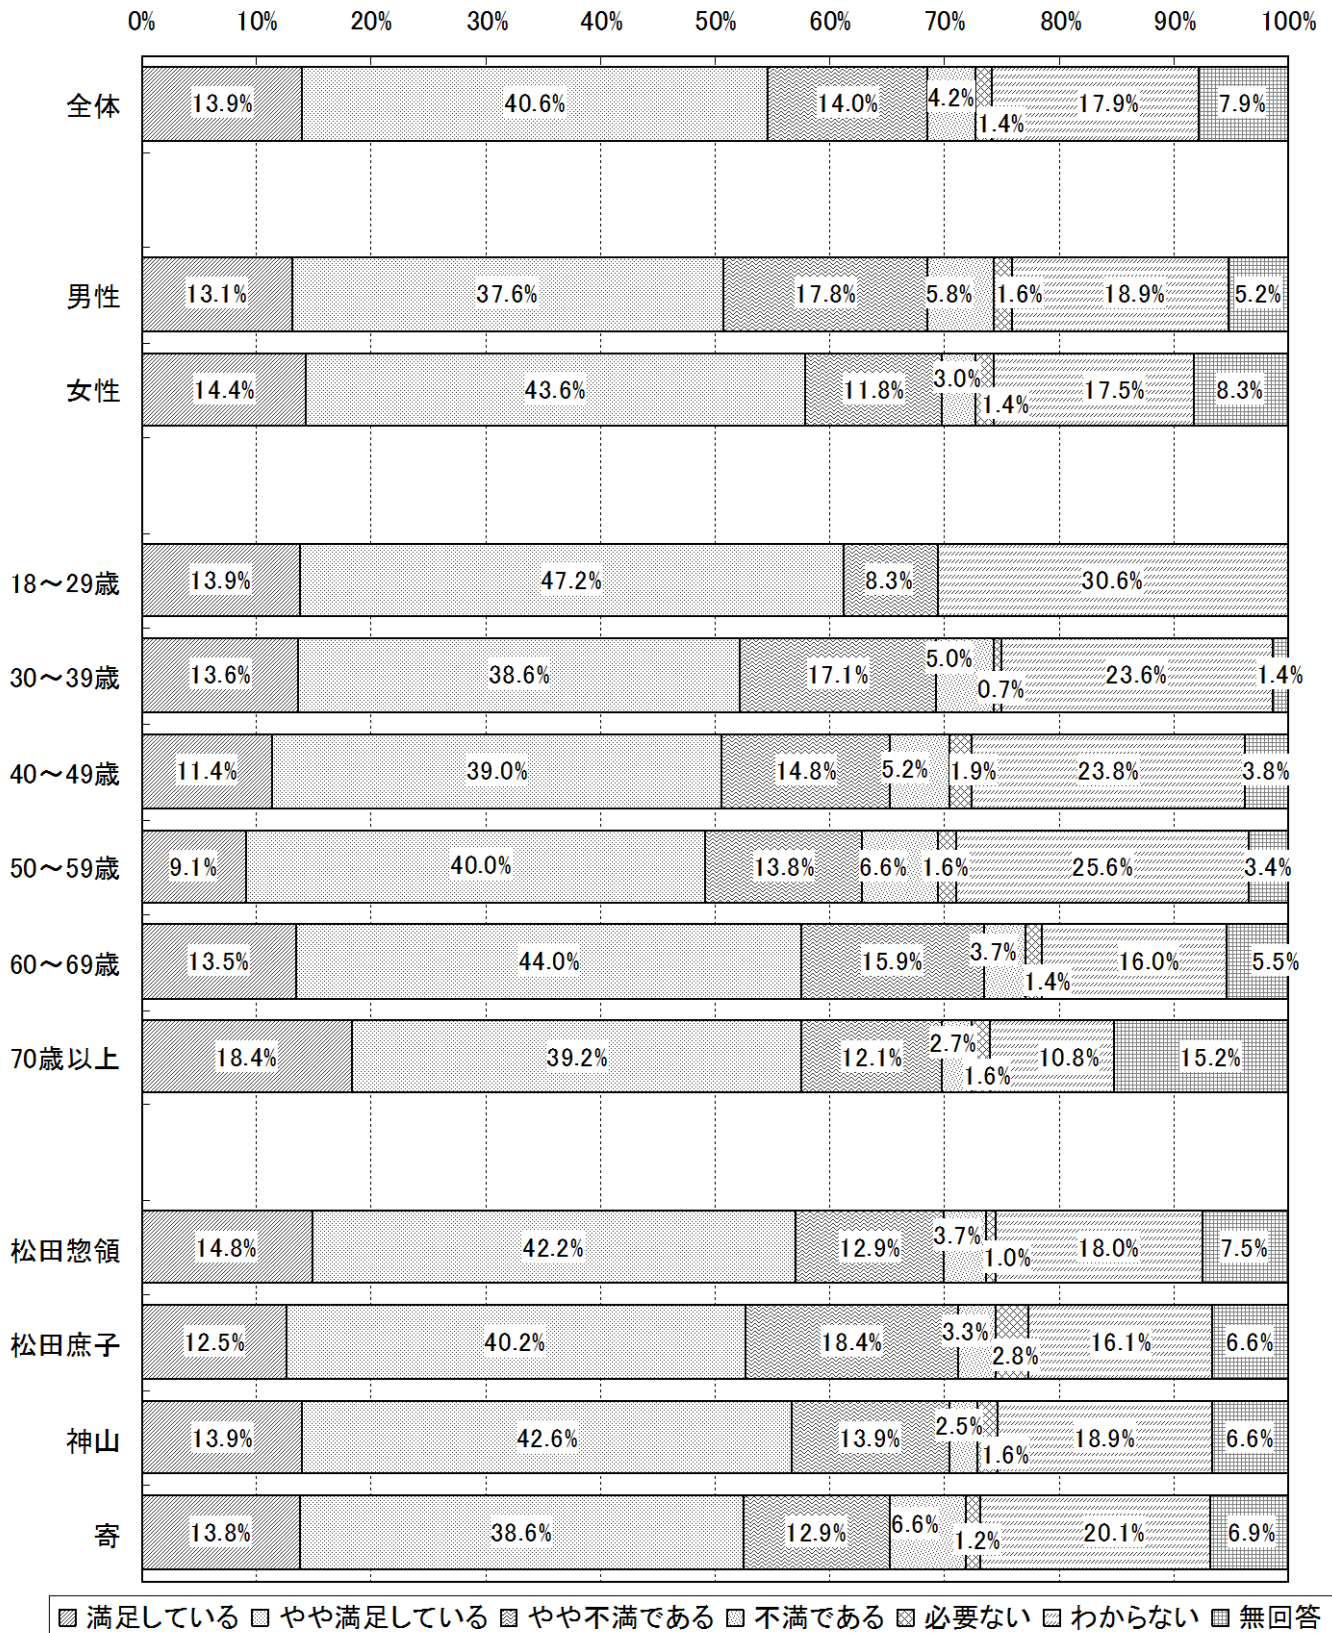 0% 10% 20% 30% 40% 50% 60% 70% 80% 90% 100%
全体 13.9% 40.6% 14.0% 4.2% 1.4% 17.9% 7.9%
男性 13.1% 37.6% 17.8% 5.8% 1.6% 18.9% 5.2%
女性 14.4% 43.6% 11.8% 3.0% 1.4% 17.5% 8.3%
18～29歳 13.9% 47.2% 8.3% 30.6%
30～39歳 13.6% 38.6% 17.1% 5.0% 0.7% 23.6% 1.4%
40～49歳 11.4% 39.0% 14.8% 5.2% 1.9% 23.8% 3.8%
50～59歳 9.1% 40.0% 13.8% 6.6% 1.6% 25.6% 3.4%
60～69歳 13.5% 44.0% 15.9% 3.7% 1.4% 16.0% 5.5%
70歳以上 18.4% 39.2% 12.1% 2.7% 1.6% 10.8% 15.2%
松田惣領 14.8% 42.2% 12.9% 3.7% 1.0% 18.0% 7.5%
松田庶子 12.5% 40.2% 18.4% 3.3% 2.8% 16.1% 6.6%
神山 13.9% 42.6% 13.9% 2.5% 1.6% 18.9% 6.6%
寄 13.8% 38.6% 12.9% 6.6% 1.2% 20.1% 6.9%
満足している やや満足している やや不満である 不満である 必要ない わからない 無回答